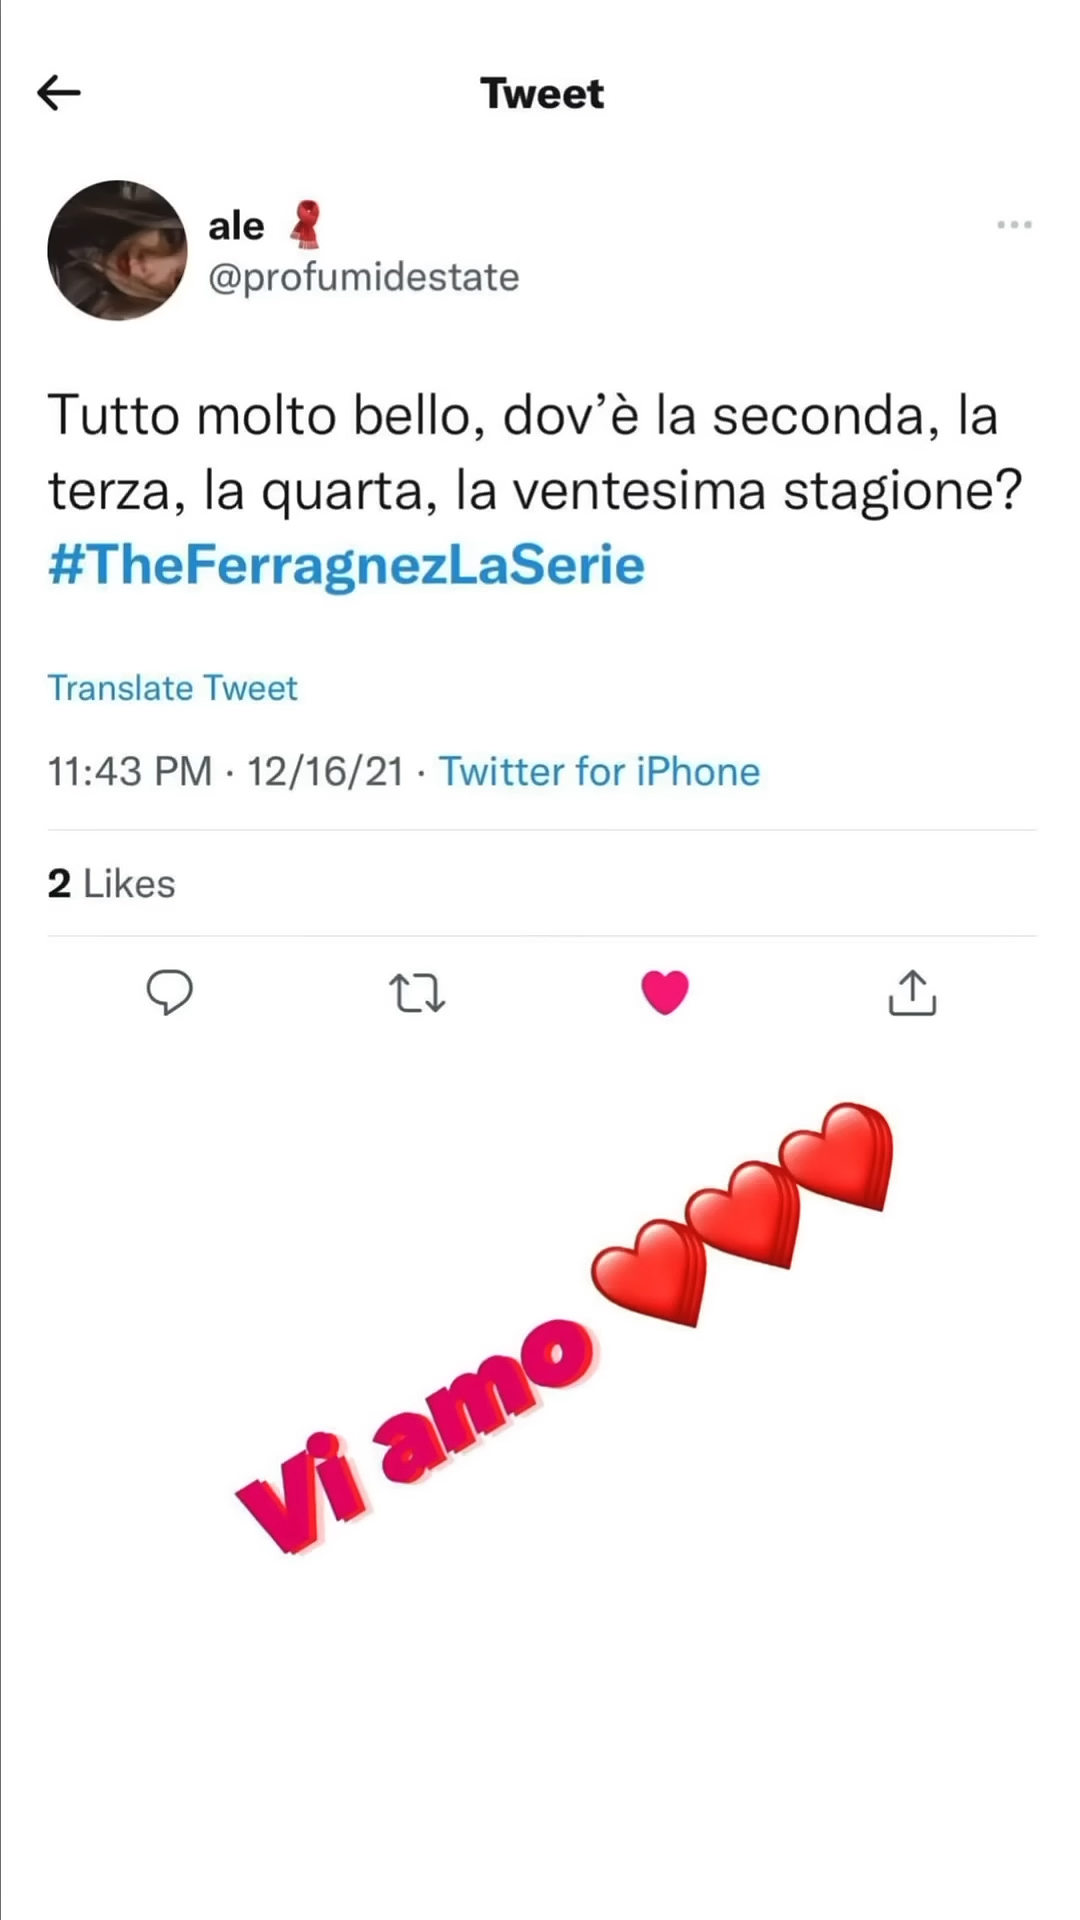 Tweet
ale 🧣
@profumidestate
Tutto molto bello, dov’è la seconda, la
terza, la quarta, la ventesima stagione?
#TheFerragnezLaSerie
Translate Tweet
11:43 PM · 12/16/21 · Twitter for iPhone
2 Likes
Vi amo ❤️❤️❤️